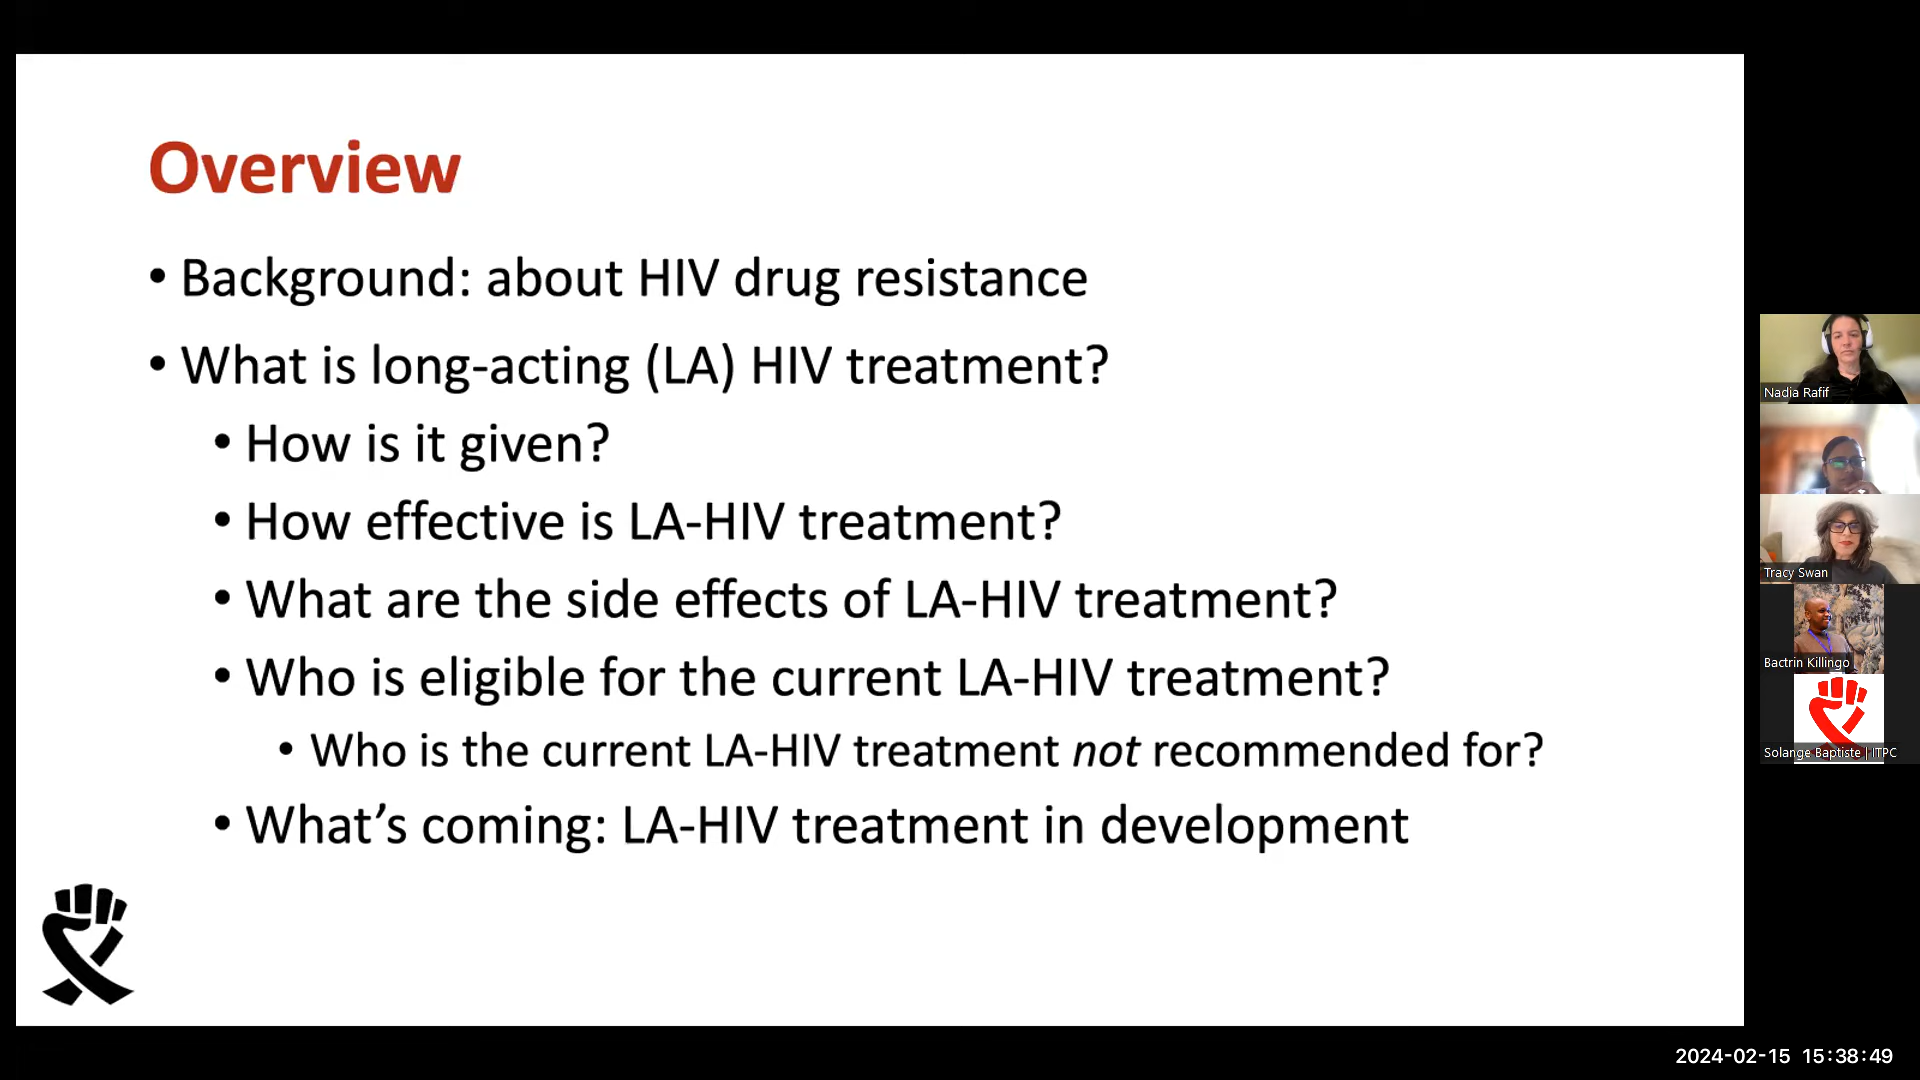 Overview
• Background: about HIV drug resistance
• What is long-acting (LA) HIV treatment?
• How is it given?
• How effective is LA-HIV treatment?
• What are the side effects of LA-HIV treatment?
• Who is eligible for the current LA-HIV treatment?
• Who is the current LA-HIV treatment not recommended for?
• What’s coming: LA-HIV treatment in development
Nadia Rafif
Tracy Swan
Bactrin Killingo
Solange Baptiste | ITPC
2024-02-15 15:38:49